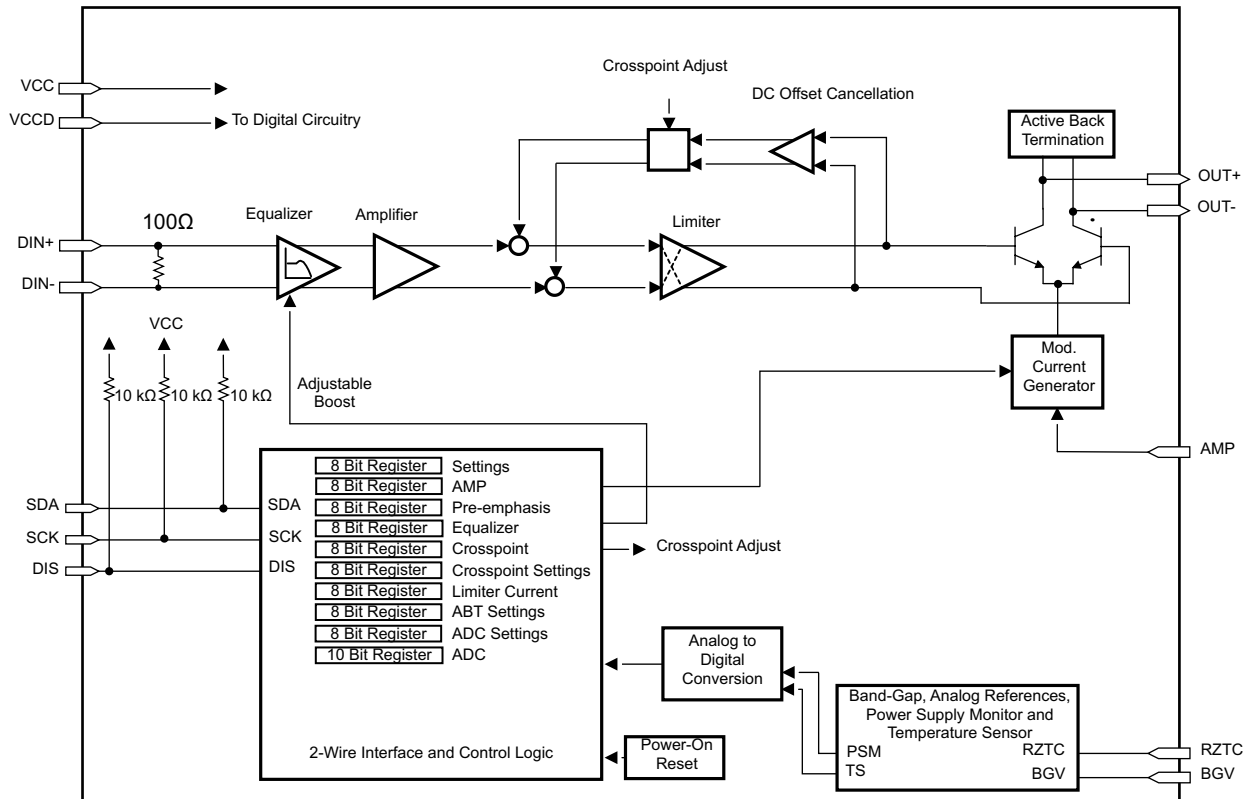 Crosspoint Adjust
VCC
DC Offset Cancellation
VCCD
To Digital Circuitry
Active Back
Termination
OUT+
OUT-
100Ω
Equalizer
Amplifier
Limiter
DIN+
DIN-
VCC
10 kΩ
10 kΩ
10 kΩ
Adjustable
Boost
Mod.
Current
Generator
AMP
8 Bit Register Settings
8 Bit Register AMP
SDA
SDA
8 Bit Register Pre-emphasis
8 Bit Register Equalizer
SCK
SCK
8 Bit Register Crosspoint
Crosspoint Adjust
DIS
DIS
8 Bit Register Crosspoint Settings
8 Bit Register Limiter Current
8 Bit Register ABT Settings
8 Bit Register ADC Settings
10 Bit Register ADC
Analog to
Digital
Conversion
Band-Gap, Analog References,
Power Supply Monitor and
Temperature Sensor
2-Wire Interface and Control Logic
Power-On
Reset
PSM
TS
RZTC
BGV
RZTC
BGV